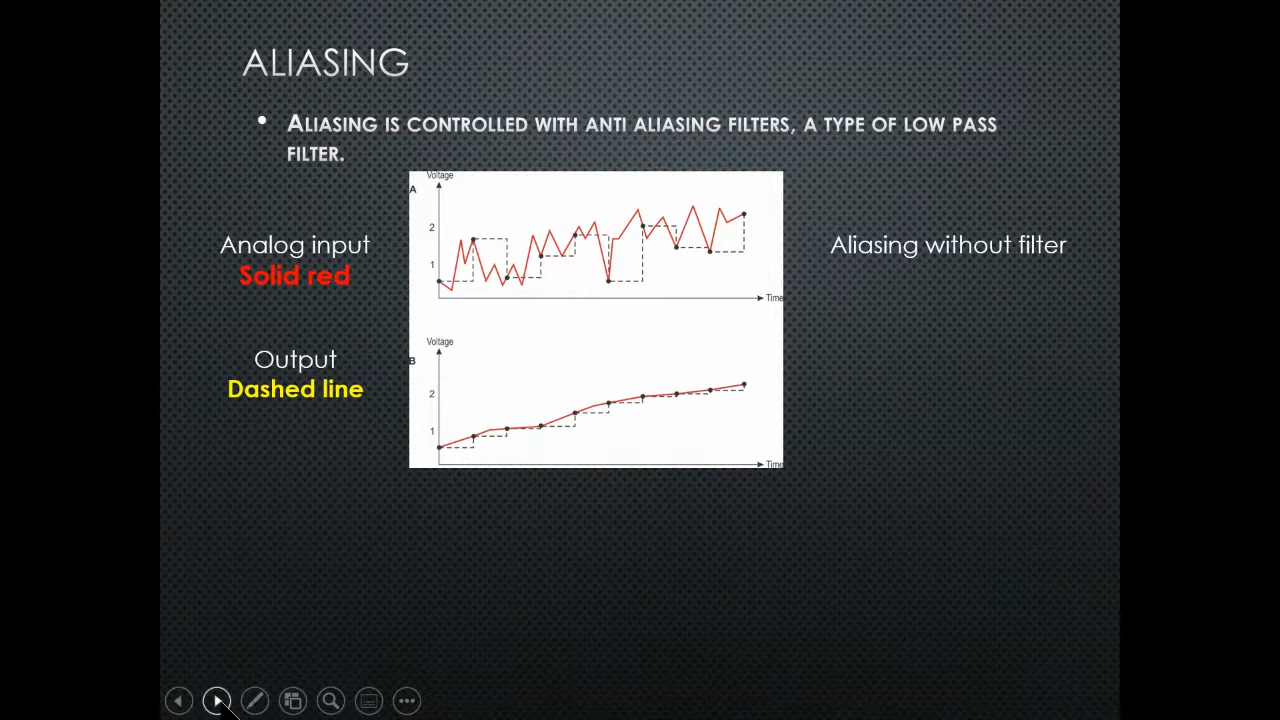 ALIASING
• ALIASING IS CONTROLLED WITH ANTI ALIASING FILTERS, A TYPE OF LOW PASS
FILTER.
Voltage
A
2
1
Time
Analog input
Solid red
Aliasing without filter
Output
Dashed line
Voltage
B
2
1
Time